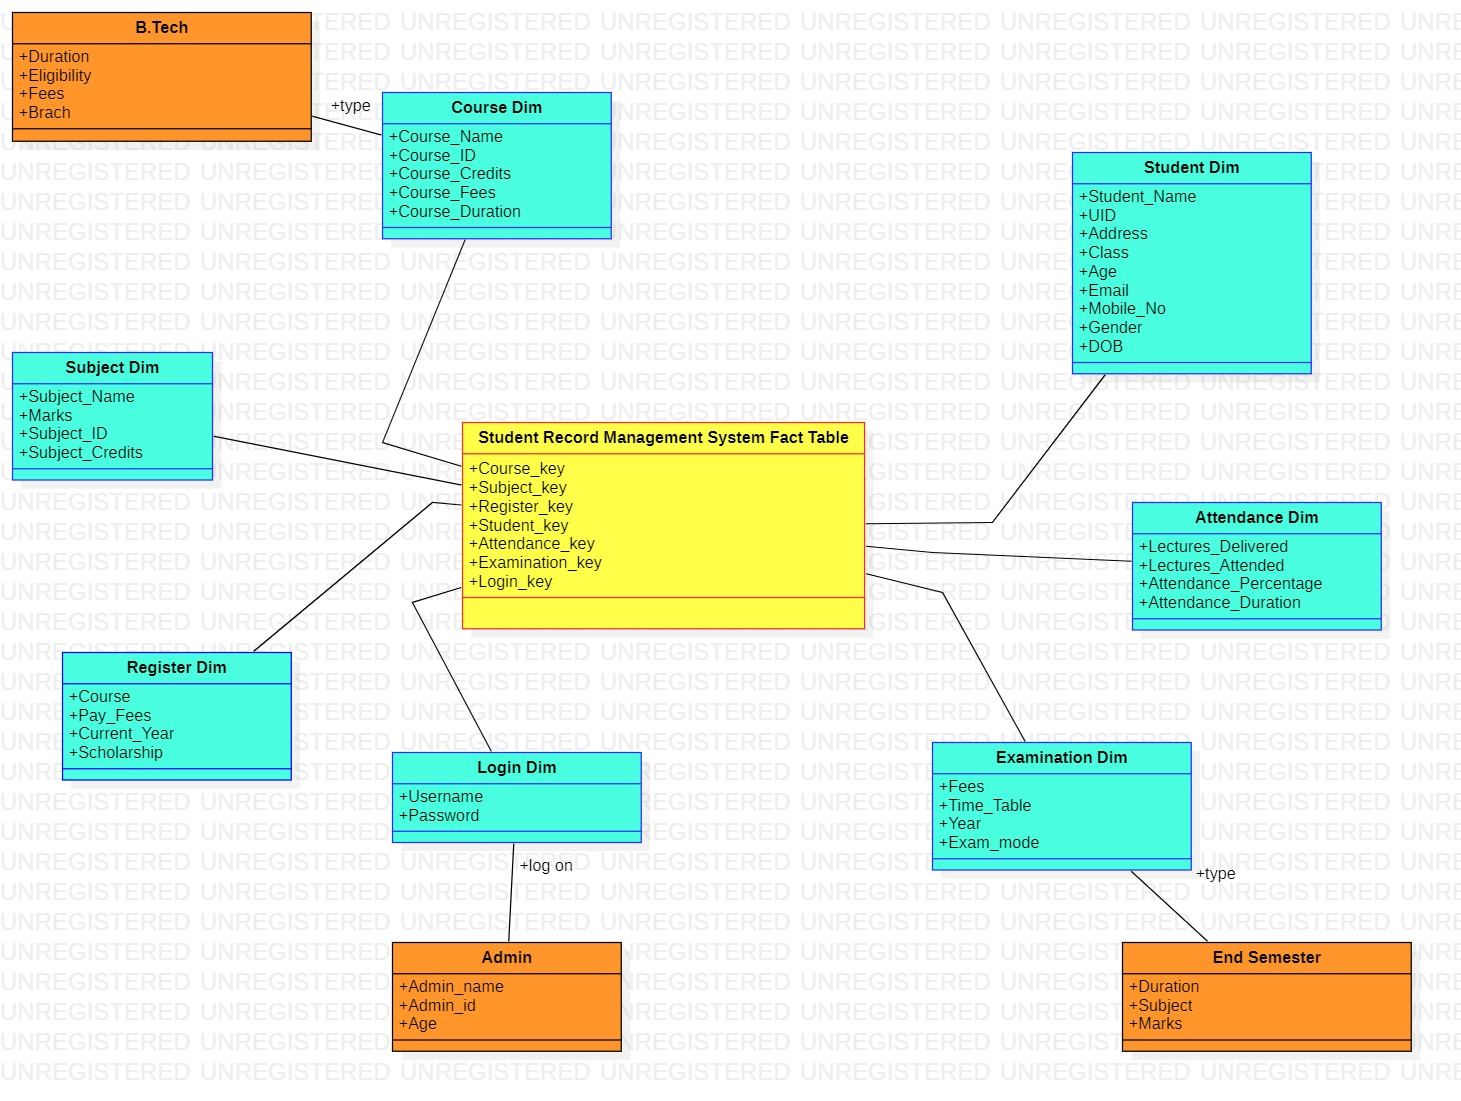 B.Tech
+Duration
+Eligibility
+Fees
+Brach
+type
Course Dim
+Course_Name
+Course_ID
+Course_Credits
+Course_Fees
+Course_Duration
Student Dim
+Student_Name
+UID
+Address
+Class
+Age
+Email
+Mobile_No
+Gender
+DOB
Subject Dim
+Subject_Name
+Marks
+Subject_ID
+Subject_Credits
Student Record Management System Fact Table
+Course_key
+Subject_key
+Register_key
+Student_key
+Attendance_key
+Examination_key
+Login_key
Attendance Dim
+Lectures_Delivered
+Lectures_Attended
+Attendance_Percentage
+Attendance_Duration
Register Dim
+Course
+Pay_Fees
+Current_Year
+Scholarship
Login Dim
+Username
+Password
+log on
Examination Dim
+Fees
+Time_Table
+Year
+Exam_mode
+type
Admin
+Admin_name
+Admin_id
+Age
End Semester
+Duration
+Subject
+Marks
UNREGISTERED